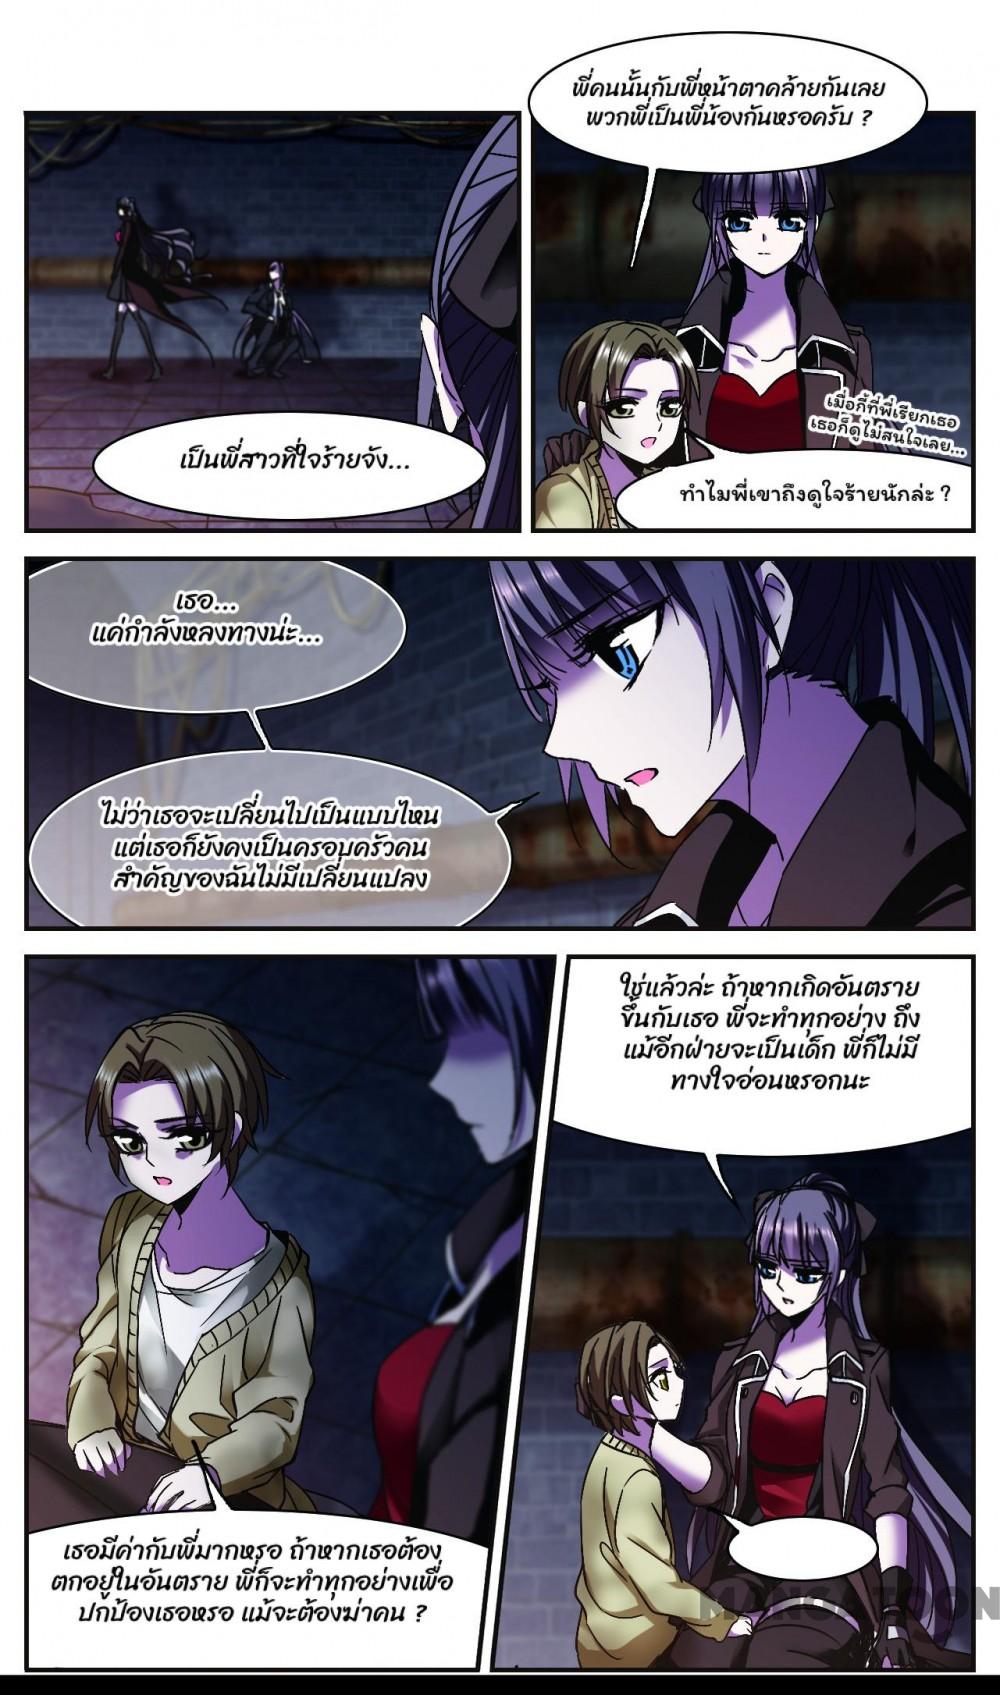 พี่คนนั้นกับพี่หน้าตาคล้ายกันเลย
พวกพี่เป็นพี่น้องกันหรอครับ ?
เป็นพี่สาวที่ใจร้ายจัง...
เมื่อกี้ที่พี่เรียกเธอ
เธอก็ดูไม่สนใจเลย...
ทำไมพี่เขาถึงดูใจร้ายนักล่ะ ?
เธอ...
แค่กำลังหลงทางน่ะ...
ไม่ว่าเธอจะเปลี่ยนไปเป็นแบบไหน
แต่เธอก็ยังคงเป็นครอบครัวคน
สำคัญของฉันไม่มีเปลี่ยนแปลง
ใช่แล้วล่ะ ถ้าหากเกิดอันตราย
ขึ้นกับเธอ พี่จะทำทุกอย่าง ถึง
แม้อีกฝ่ายจะเป็นเด็ก พี่ก็ไม่มี
ทางใจอ่อนหรอกนะ
เธอมีค่ากับพี่มากหรอ ถ้าหากเธอต้อง
ตกอยู่ในอันตราย พี่ก็จะทำทุกอย่างเพื่อ
ปกป้องเธอหรอ แม้จะต้องฆ่าคน ?
MANGATOON